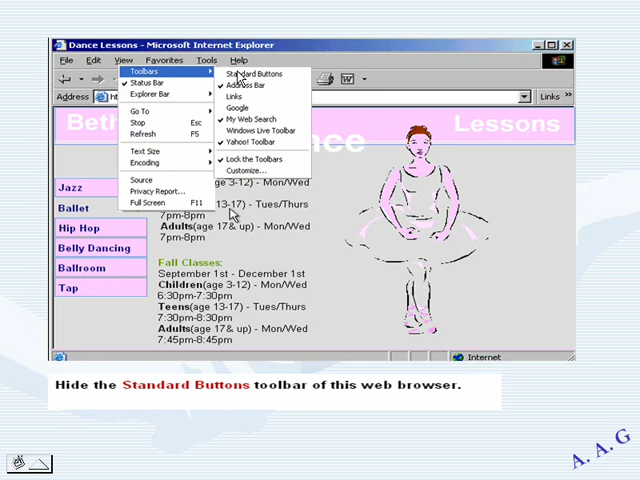 Dance Lessons - Microsoft Internet Explorer
File Edit View Favorites Tools Help
Address
Links »
Toolbars
Status Bar
Explorer Bar
Go To
Stop Esc
Refresh F5
Text Size
Encoding
Source
Privacy Report...
Full Screen F11
Standard Buttons
Address Bar
Links
Google
My Web Search
Windows Live Toolbar
Yahoo! Toolbar
Lock the Toolbars
Customize...
Lessons
Jazz
Ballet
Hip Hop
Belly Dancing
Ballroom
Tap
(age 3-12) - Mon/Wed
13-17) - Tues/Thurs
7pm-8pm
Adults(age 17& up) - Mon/Wed
7pm-8pm
Fall Classes:
September 1st - December 1st
Children(age 3-12) - Mon/Wed
6:30pm-7:30pm
Teens(age 13-17) - Tues/Thurs
7:30pm-8:30pm
Adults(age 17& up) - Mon/Wed
7:45pm-8:45pm
Internet
Hide the Standard Buttons toolbar of this web browser.
A. A. G